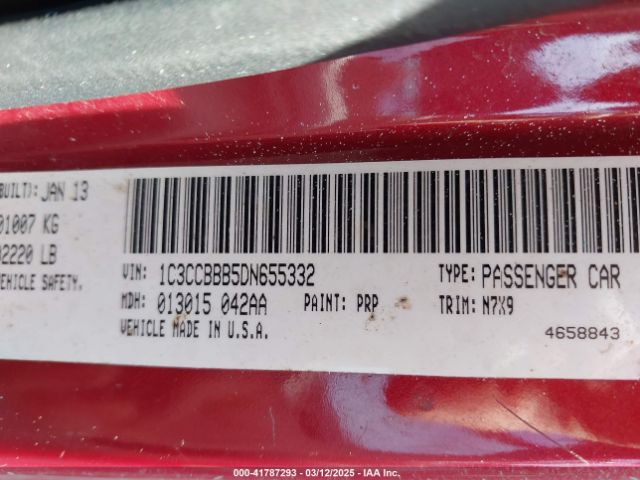 BUILT): JAN 13
01007 KG
02220 LB
VEHICLE SAFETY.
VIN: 1C3CCBBB5DN655332
TYPE: PASSENGER CAR
MDH: 013015 042AA
PAINT: PRP
TRIM: N7X9
VEHICLE MADE IN U.S.A.
4658843
000-41787293 - 03/12/2025 - IAA Inc.